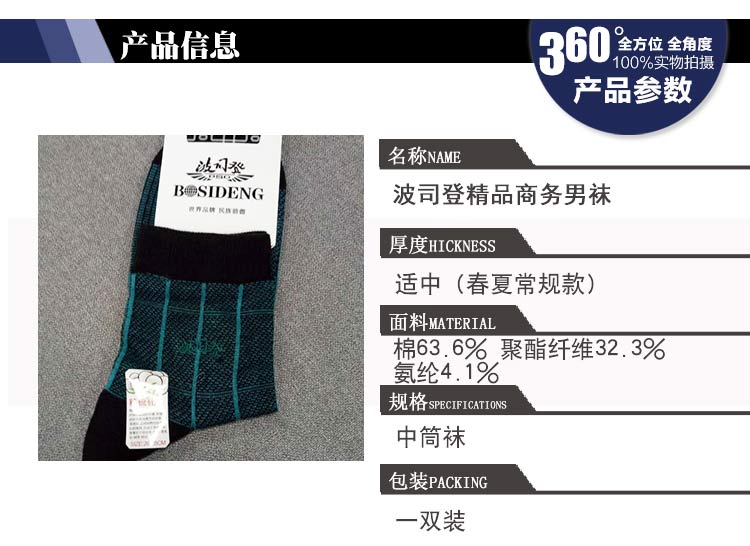 产品信息
360°
全方位 全角度
100%实物拍摄
产品参数
波司登
BOSIDENG
世界品牌 民族骄傲
名称NAME
波司登精品商务男袜
厚度HICKNESS
适中（春夏常规款）
面料MATERIAL
棉63.6% 聚酯纤维32.3%
氨纶4.1%
规格SPECIFICATIONS
中筒袜
包装PACKING
一双装